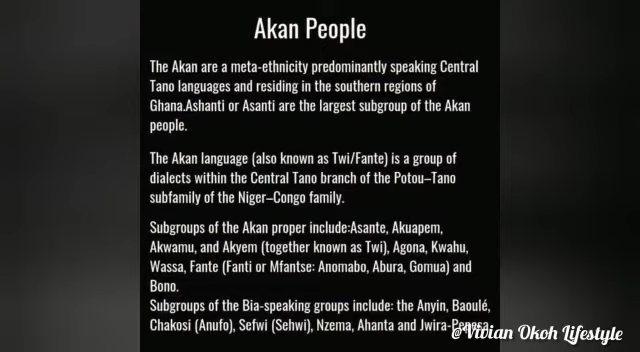 Akan People
The Akan are a meta-ethnicity predominantly speaking Central
Tano languages and residing in the southern regions of
Ghana.Ashanti or Asanti are the largest subgroup of the Akan
people.
The Akan language (also known as Twi/Fante) is a group of
dialects within the Central Tano branch of the Potou–Tano
subfamily of the Niger–Congo family.
Subgroups of the Akan proper include:Asante, Akuapem,
Akwamu, and Akyem (together known as Twi), Agona, Kwahu,
Wassa, Fante (Fanti or Mfantse: Anomabo, Abura, Gomua) and
Bono.
Subgroups of the Bia-speaking groups include: the Anyin, Baoulé,
Chakosi (Anufo), Sefwi (Sehwi), Nzema, Ahanta and Jwira-Pepesa.
@Vivian Okoh Lifestyle